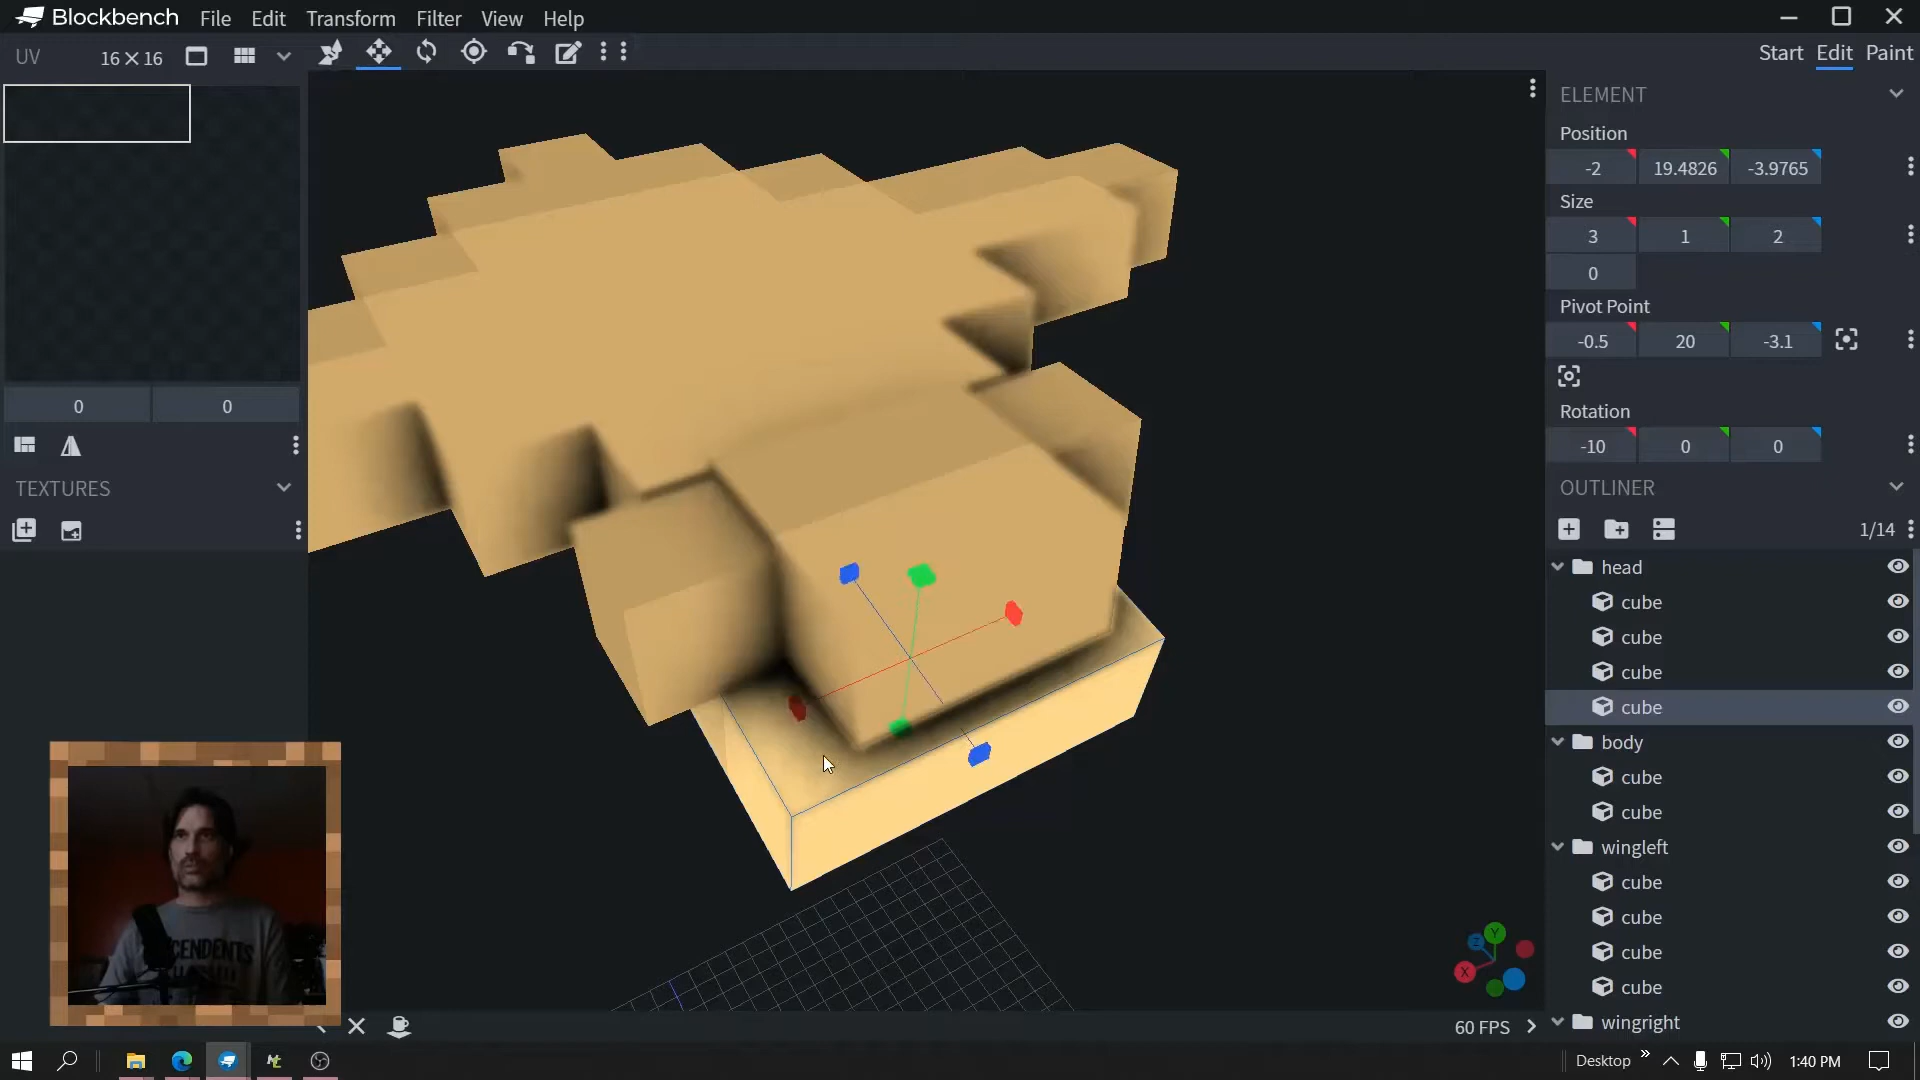 Blockbench File Edit Transform Filter View Help
UV 16 × 16 Start Edit Paint
ELEMENT
Position
-2 19.4826 -3.9765
Size
3 1 2
0
Pivot Point
-0.5 20 -3.1
Rotation
-10 0 0
0 0
TEXTURES
OUTLINER
1/14
head
cube
cube
cube
cube
body
cube
cube
wingleft
cube
cube
cube
cube
wingright
X Y Z
60 FPS
Desktop 1:40 PM